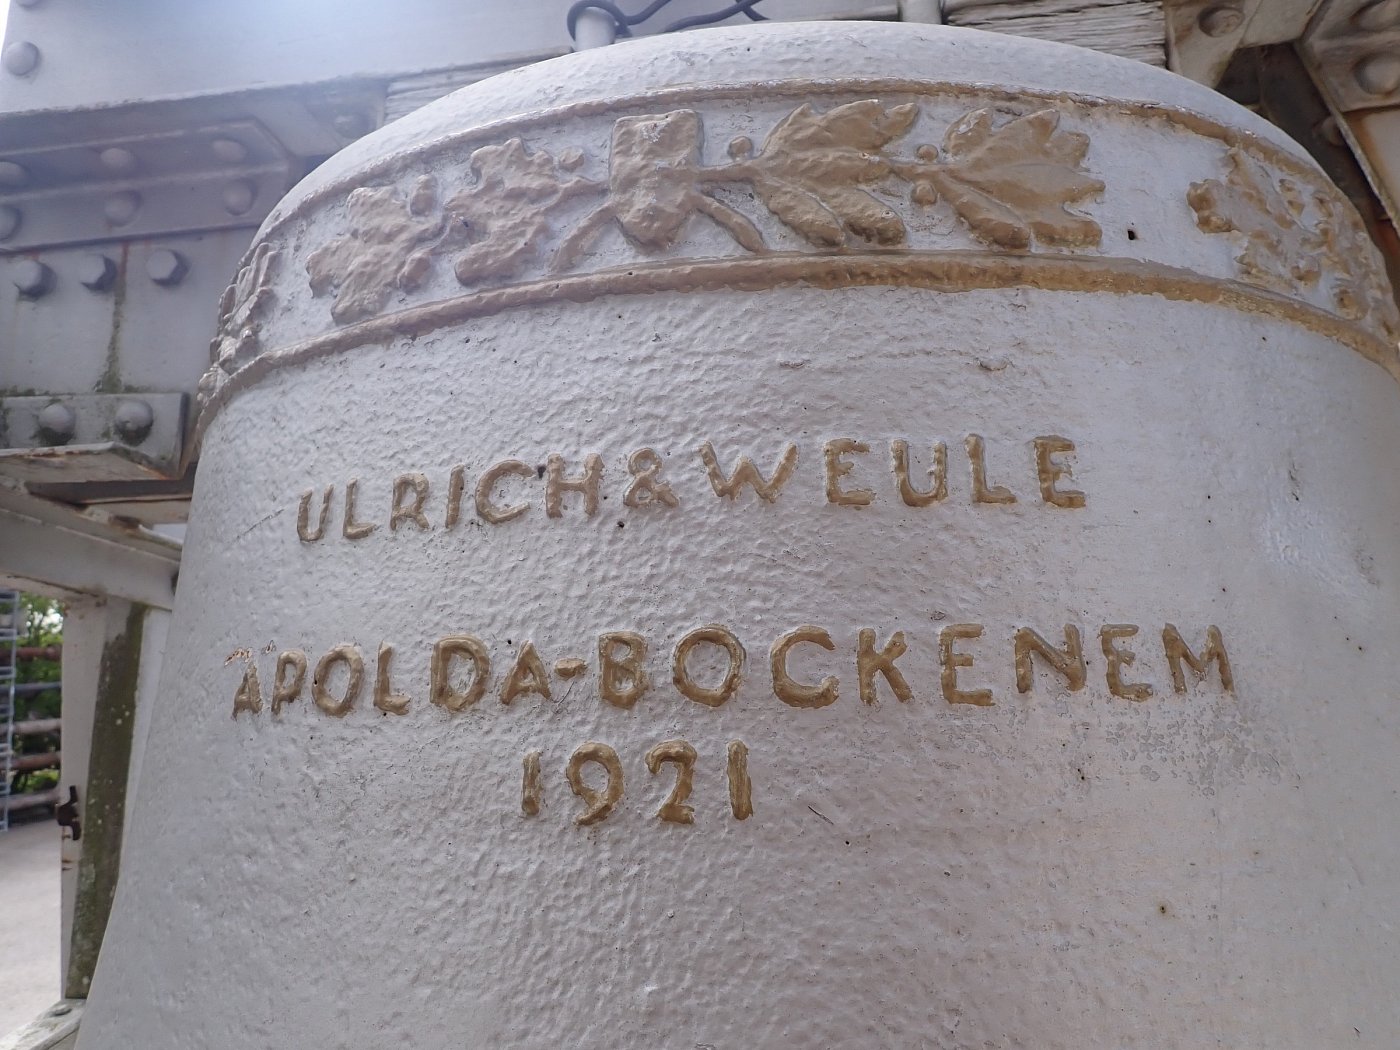 ULRICH & WEULE
APOLDA-BOCKENEM
1921